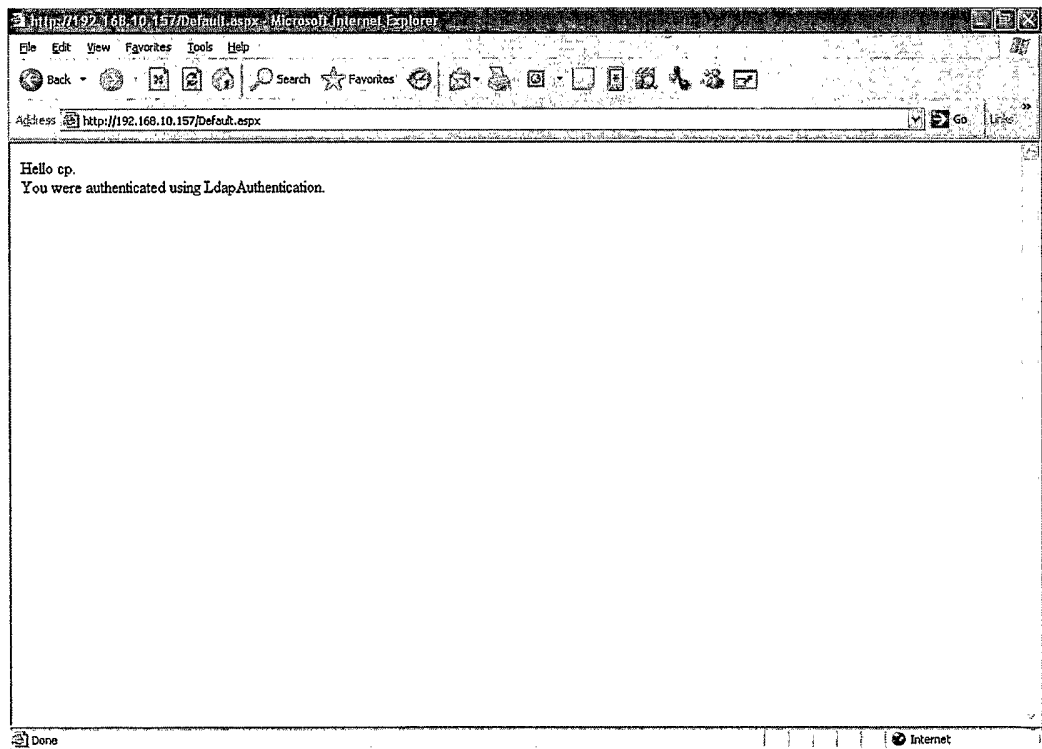 http://192.168.10.157/Default.aspx - Microsoft Internet Explorer
File Edit View Favorites Tools Help
Back Search Favorites
Address http://192.168.10.157/Default.aspx Go Links »
Hello cp.
You were authenticated using LdapAuthentication.
Done Internet